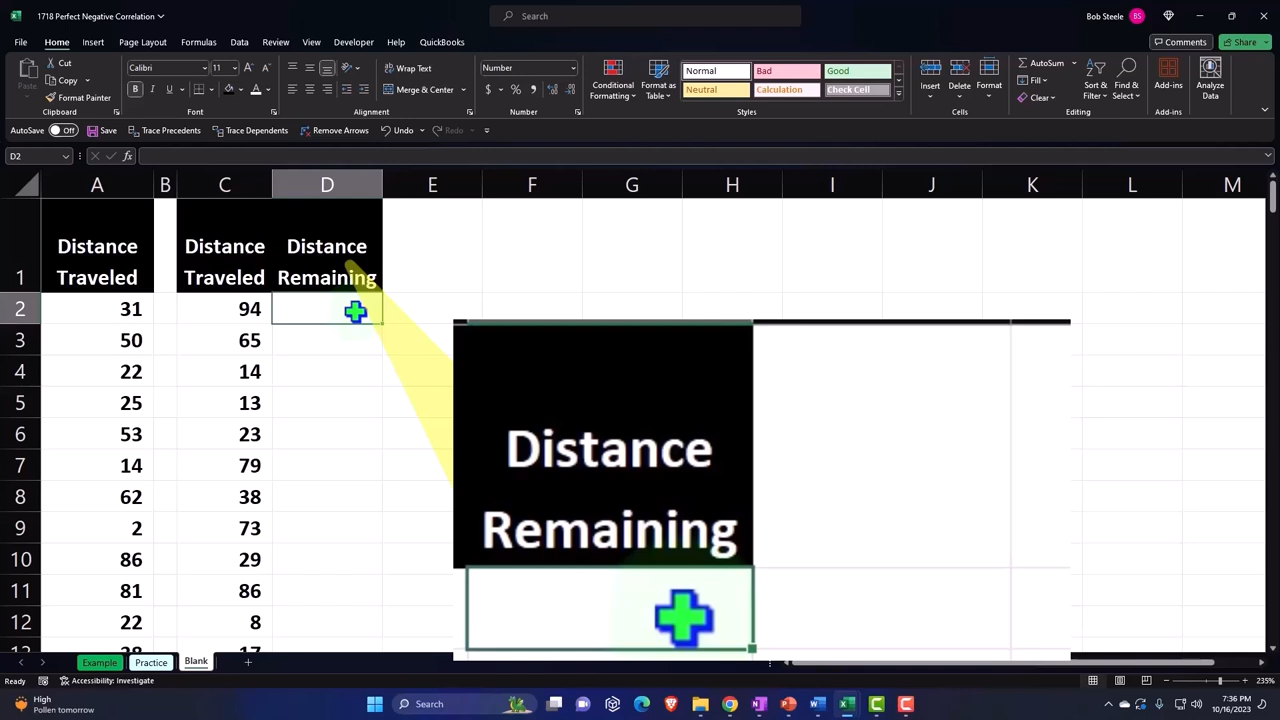 1718 Perfect Negative Correlation
Search
Bob Steele
BS
File Home Insert Page Layout Formulas Data Review View Developer Help QuickBooks
Comments
Share
Paste
Cut
Copy
Format Painter
Clipboard
Calibri
11
Font
Wrap Text
Merge & Center
Alignment
Number
Number
Conditional Formatting
Format as Table
Normal Bad Good
Neutral Calculation Check Cell
Styles
Insert Delete Format
Cells
AutoSum
Fill
Clear
Sort & Filter
Find & Select
Editing
Add-ins
Add-ins
Analyze Data
AutoSave Off Save Trace Precedents Trace Dependents Remove Arrows Undo Redo
D2
fx
A B C D E F G H I J K L M
1 Distance Traveled Distance Traveled Distance Remaining
2 31 94
3 50 65
4 22 14
5 25 13
6 53 23
7 14 79
8 62 38
9 2 73
10 86 29
11 81 86
12 22 8
28 17
Distance
Remaining
Example Practice Blank
Ready Accessibility: Investigate
235%
High
Pollen tomorrow
Search
7:36 PM
10/16/2023